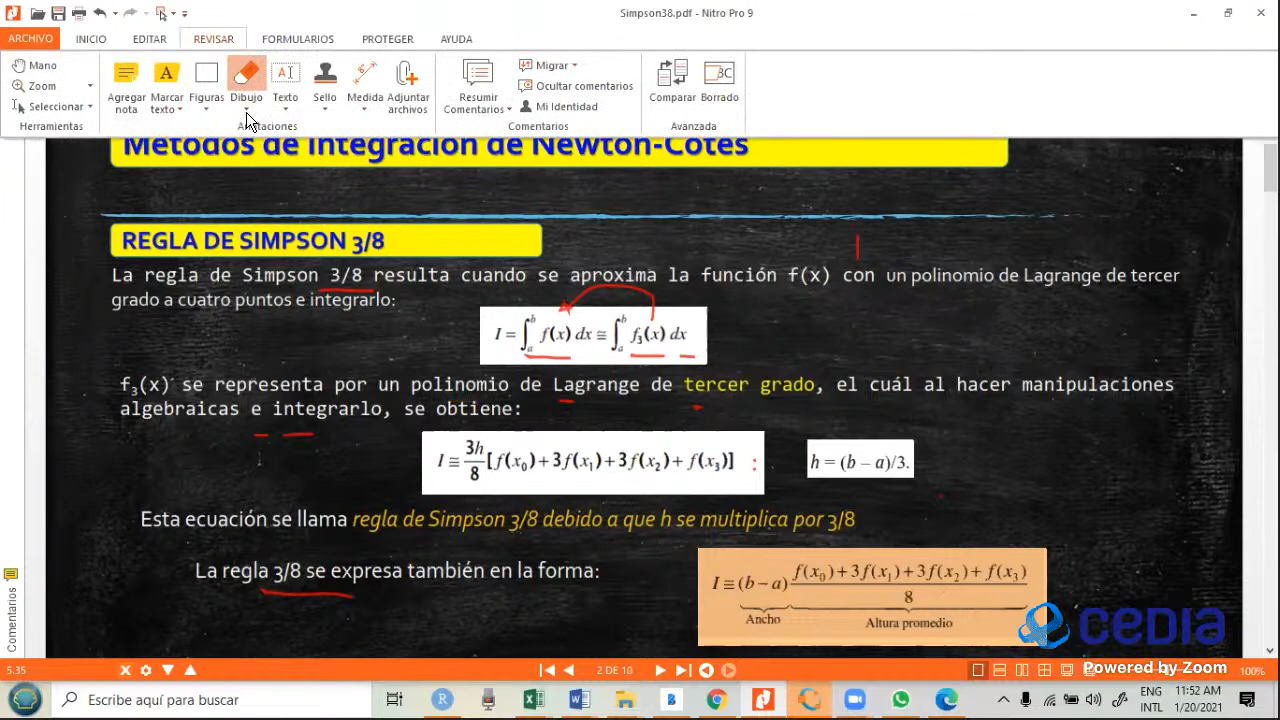 Simpson38.pdf - Nitro Pro 9
ARCHIVO INICIO EDITAR REVISAR FORMULARIOS PROTEGER AYUDA
Mano
Zoom
Seleccionar
Herramientas
Agregar nota
Marcar texto
Figuras
Dibujo
Texto
Sello
Medida
Adjuntar archivos
Anotaciones
Resumir Comentarios
Migrar
Ocultar comentarios
Mi Identidad
Comentarios
Comparar
Borrado
Avanzada
Métodos de Integración de Newton-Cotes
REGLA DE SIMPSON 3/8
La regla de Simpson 3/8 resulta cuando se aproxima la función f(x) con un polinomio de Lagrange de tercer
grado a cuatro puntos e integrarlo:
I = ∫_a^b f(x) dx ≅ ∫_a^b f₃(x) dx
f₃(x) se representa por un polinomio de Lagrange de tercer grado, el cuál al hacer manipulaciones
algebraicas e integrarlo, se obtiene:
I ≅ 3h/8 [f(x₀) + 3f(x₁) + 3f(x₂) + f(x₃)] h = (b – a)/3.
Esta ecuación se llama regla de Simpson 3/8 debido a que h se multiplica por 3/8
La regla 3/8 se expresa también en la forma:
I ≅ (b – a) f(x₀) + 3f(x₁) + 3f(x₂) + f(x₃) / 8
Ancho Altura promedio
Comentarios
cedia
Powered by Zoom
5.35 2 DE 10 100%
Escribe aquí para buscar
ENG
INTL
11:52 AM
1/20/2021